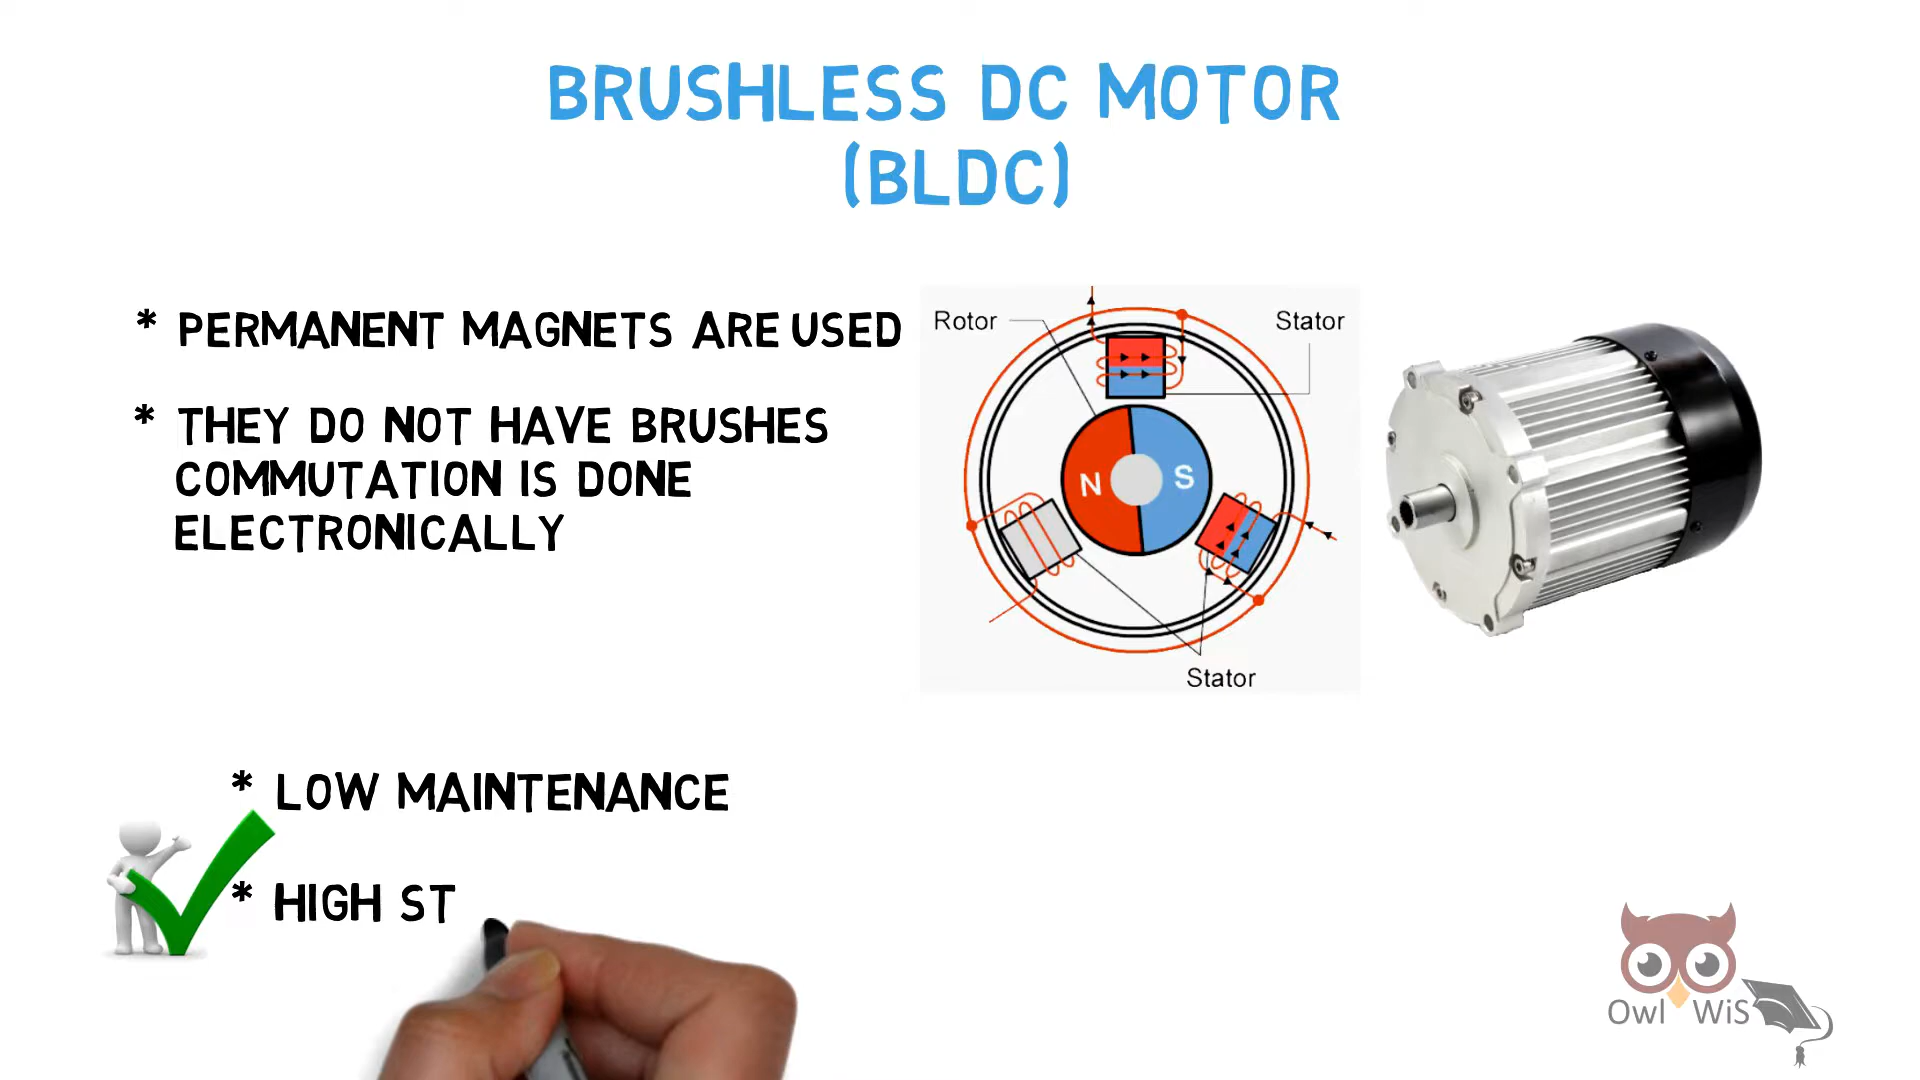 BRUSHLESS DC MOTOR
(BLDC)
* PERMANENT MAGNETS ARE USED
* THEY DO NOT HAVE BRUSHES
COMMUTATION IS DONE
ELECTRONICALLY
Rotor
Stator
N
S
Stator
* LOW MAINTENANCE
* HIGH ST
Owl WiS